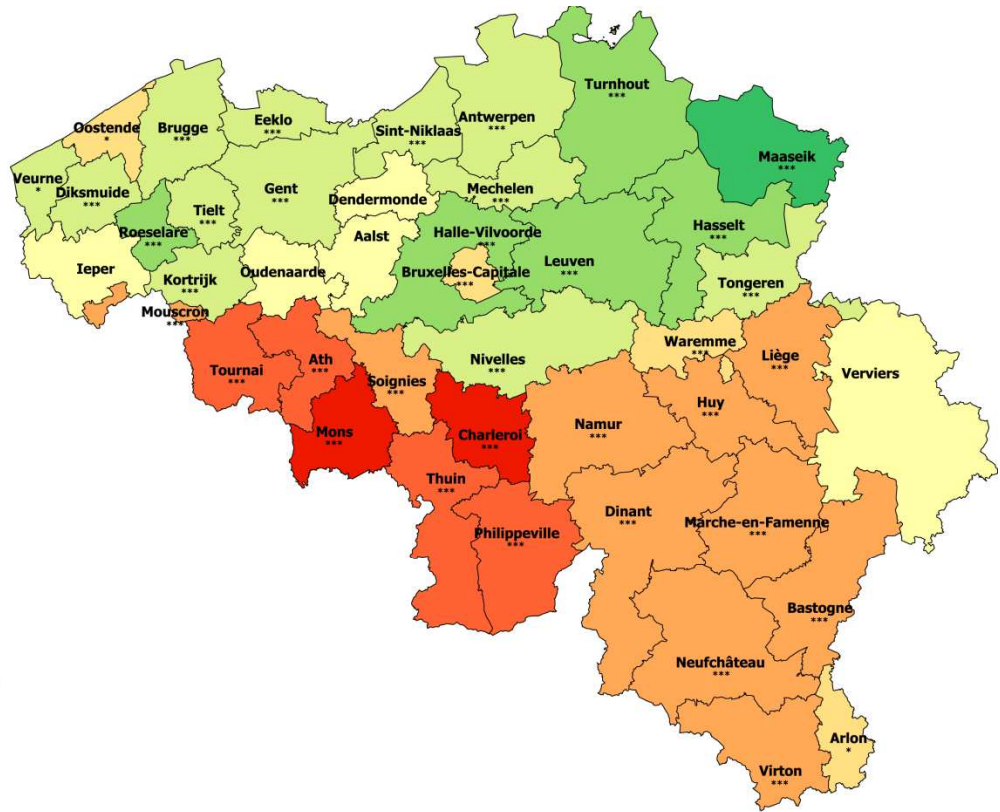 Turnhout
***
Oostende
*
Brugge
***
Eeklo
***
Sint-Niklaas
***
Antwerpen
***
Maaseik
***
Veurne
*
Diksmuide
***
Tielt
***
Gent
***
Dendermonde
Mechelen
***
Roeselare
***
Aalst
Halle-Vilvoorde
***
Hasselt
***
Ieper
Kortrijk
***
Oudenaarde
Bruxelles-Capitale
***
Leuven
***
Tongeren
***
Mouscron
***
Tournai
***
Ath
***
Soignies
***
Nivelles
***
Waremme
***
Liège
***
Verviers
Mons
***
Charleroi
***
Namur
***
Huy
***
Thuin
***
Philippeville
***
Dinant
***
Marche-en-Famenne
***
Bastogne
***
Neufchâteau
***
Arlon
*
Virton
***